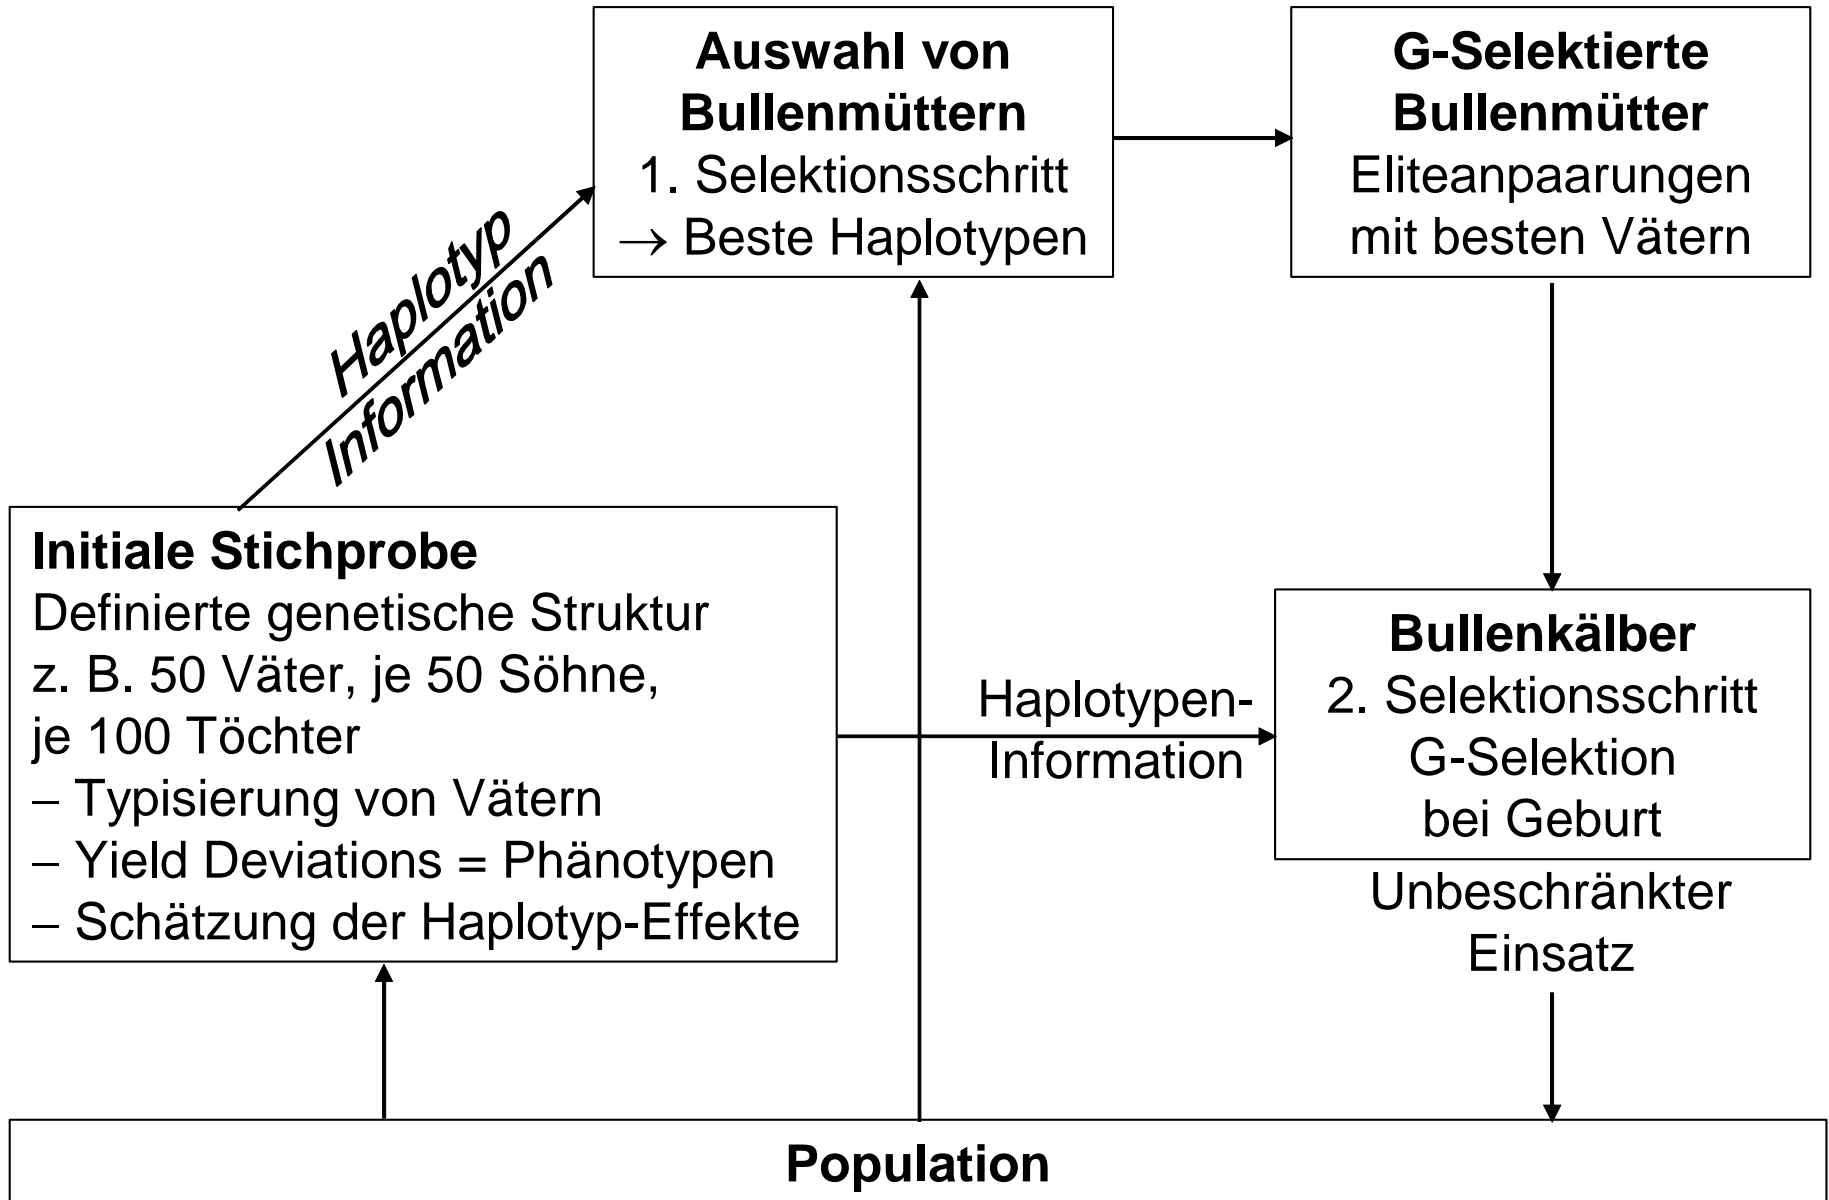 Auswahl von
Bullenmüttern
1. Selektionsschritt
→ Beste Haplotypen
G-Selektierte
Bullenmütter
Eliteanpaarungen
mit besten Vätern
Haplotyp
Information
Initiale Stichprobe
Definierte genetische Struktur
z. B. 50 Väter, je 50 Söhne,
je 100 Töchter
– Typisierung von Vätern
– Yield Deviations = Phänotypen
– Schätzung der Haplotyp-Effekte
Haplotypen-
Information
Bullenkälber
2. Selektionsschritt
G-Selektion
bei Geburt
Unbeschränkter
Einsatz
Population